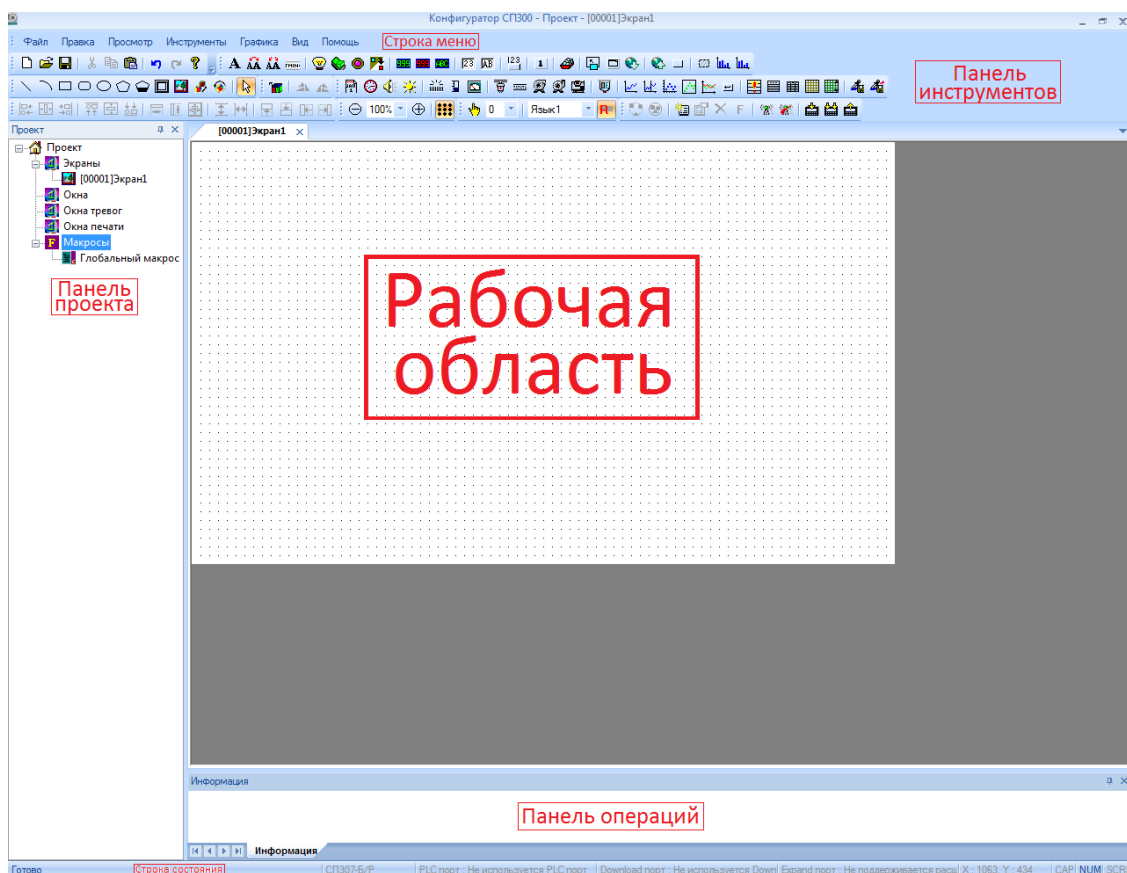 Конфигуратор СП300 - Проект - [00001]Экран1
Файл Правка Просмотр Инструменты Графика Вид Помощь
Строка меню
Панель
инструментов
100% 0 Язык1
Проект
[00001]Экран1
Проект
Экраны
[00001]Экран1
Окна
Окна тревог
Окна печати
Макросы
Глобальный макрос
Панель
проекта
Рабочая
область
Информация
Панель операций
Информация
Готово
Строка состояния
СП307-Б/Р
PLC порт : Не используется PLC порт
Download порт : Не используется Down
Expand порт : Не поддерживается расш
X : 1063 Y : 434
CAP NUM SCR